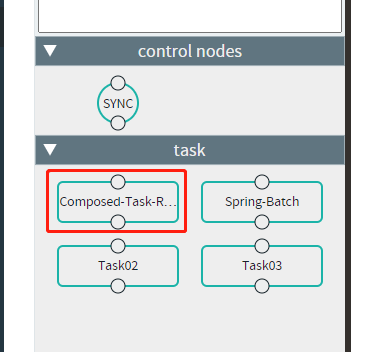 control nodes
SYNC
task
Composed-Task-R...
Spring-Batch
Task02
Task03